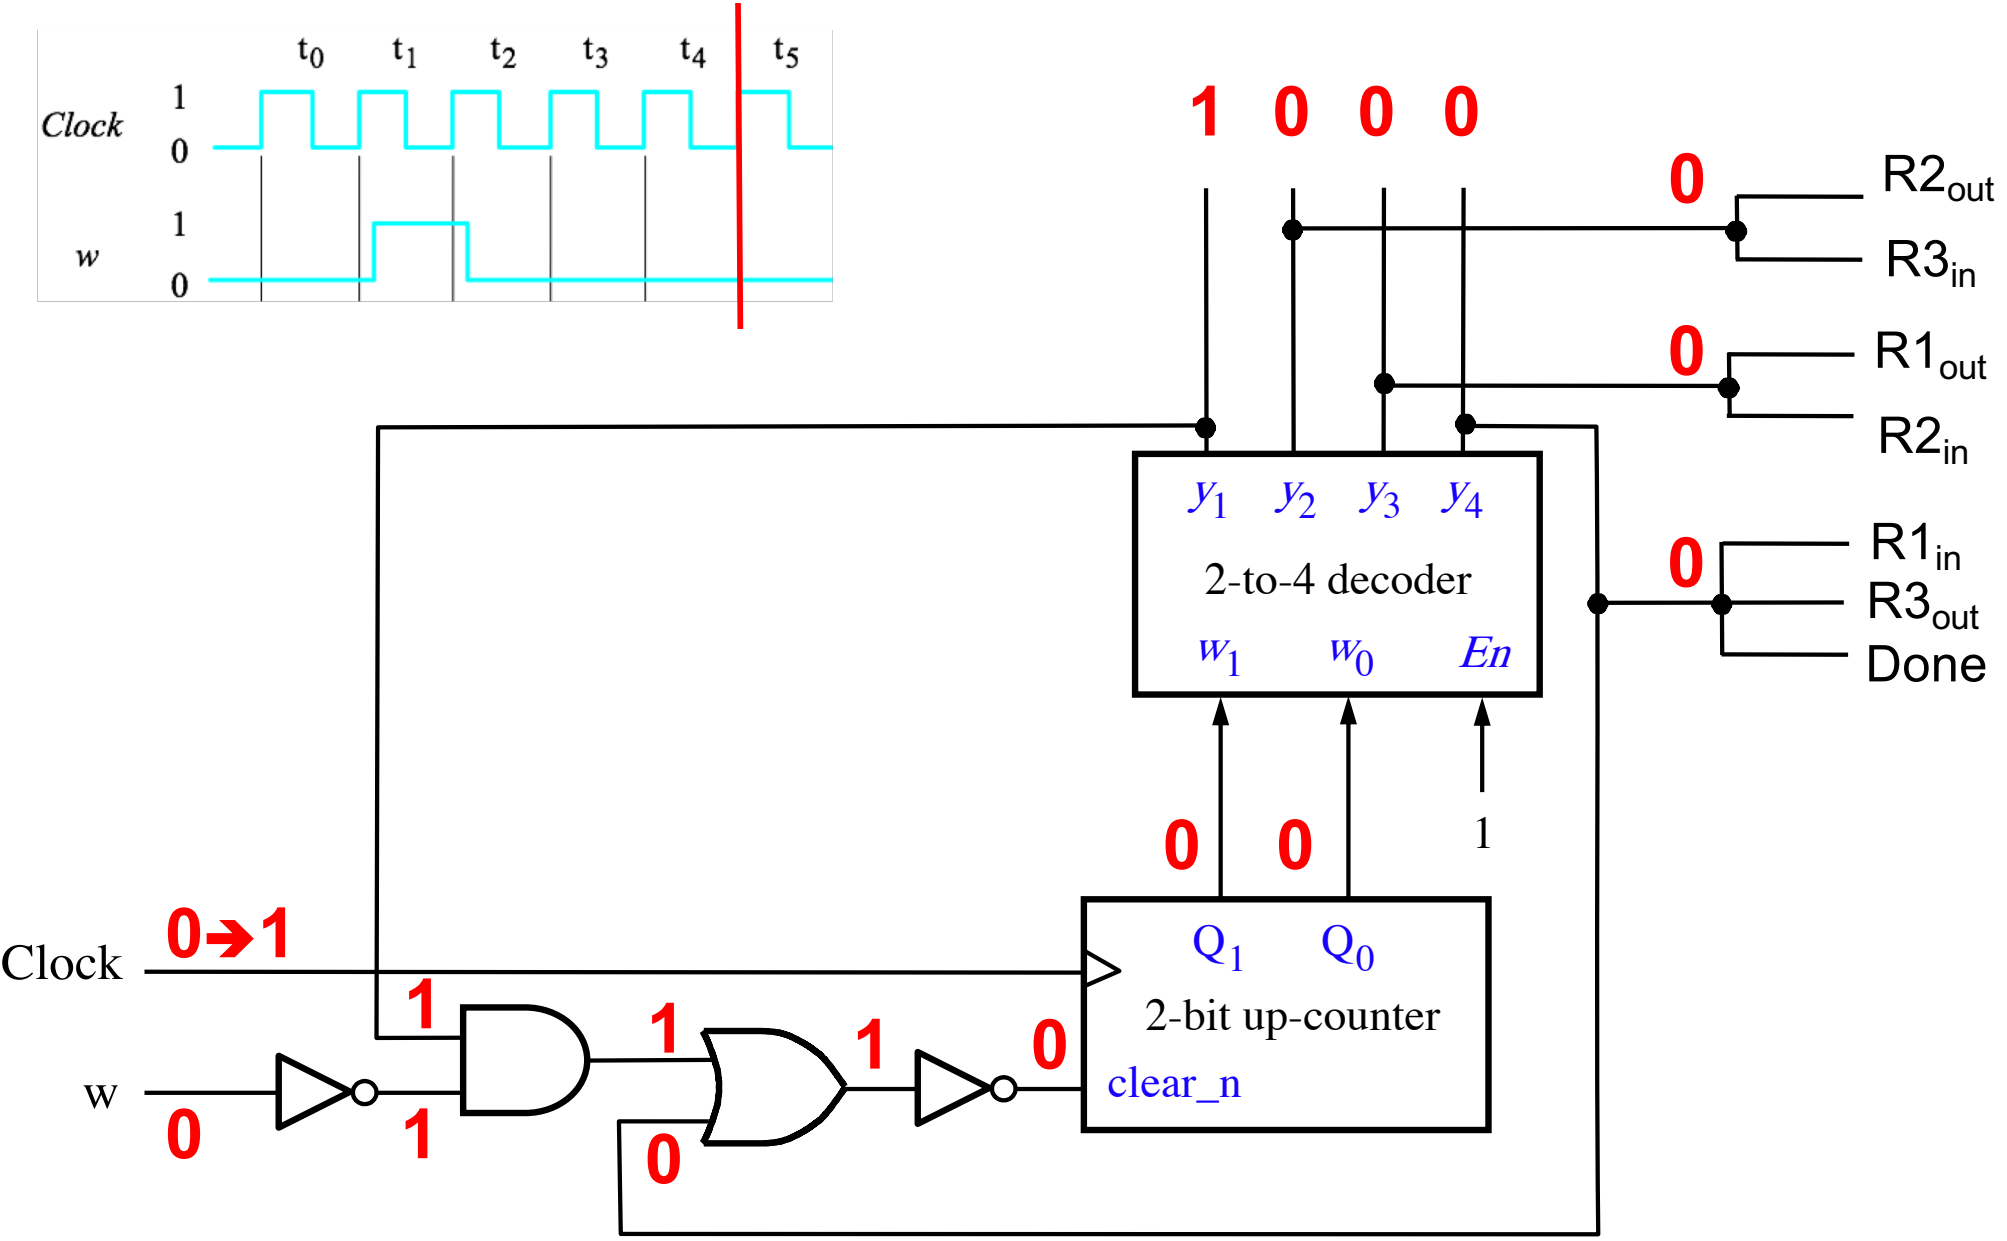 t0 t1 t2 t3 t4 t5
1
Clock
0
1
w
0
1 0 0 0
0 R2out
R3in
0 R1out
R2in
y1 y2 y3 y4
2-to-4 decoder
w1 w0 En
0 R1in
R3out
Done
1
0 0
Clock 0➔1
Q1 Q0
2-bit up-counter
clear_n
1 1 1 0
w
0 1 0